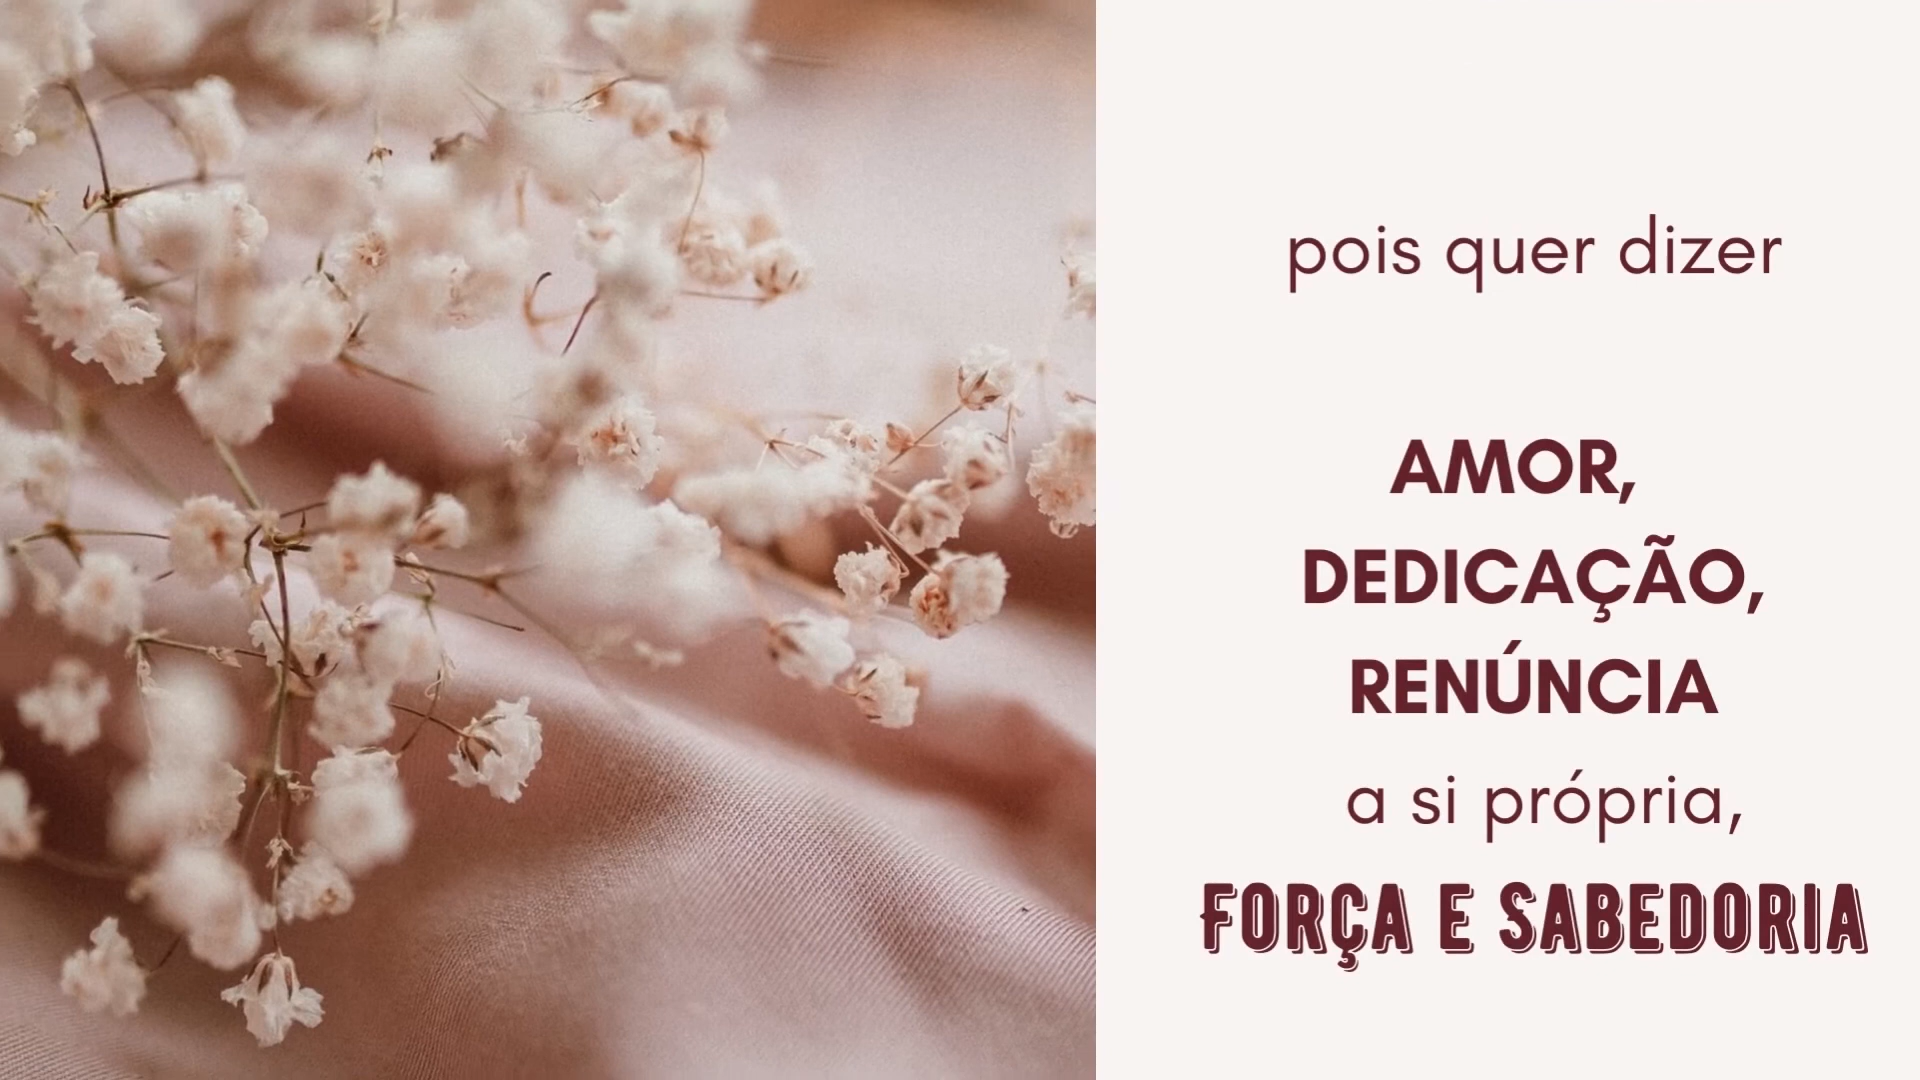 pois quer dizer
AMOR,
DEDICAÇÃO,
RENÚNCIA
a si própria,
FORÇA E SABEDORIA